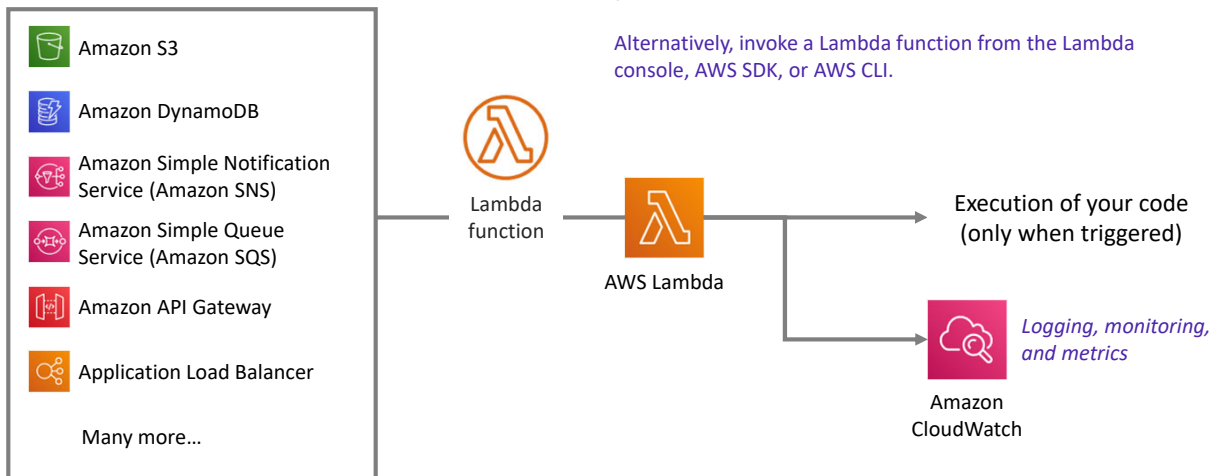 Amazon S3
Amazon DynamoDB
Amazon Simple Notification
Service (Amazon SNS)
Amazon Simple Queue
Service (Amazon SQS)
Amazon API Gateway
Application Load Balancer
Many more…
Alternatively, invoke a Lambda function from the Lambda
console, AWS SDK, or AWS CLI.
Lambda
function
AWS Lambda
Execution of your code
(only when triggered)
Logging, monitoring,
and metrics
Amazon
CloudWatch